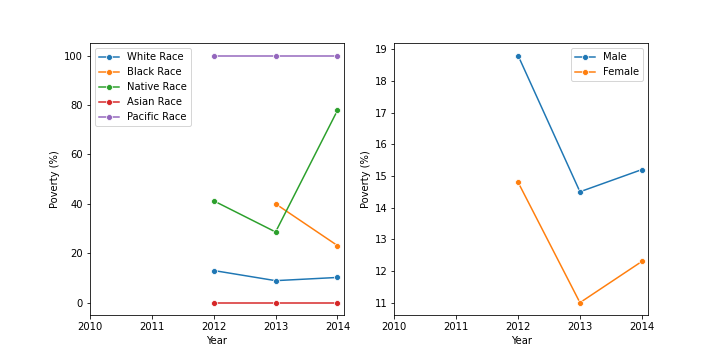 100
80
60
40
20
0
Poverty (%)
2010 2011 2012 2013 2014
Year
White Race
Black Race
Native Race
Asian Race
Pacific Race
19
18
17
16
15
14
13
12
11
Poverty (%)
2010 2011 2012 2013 2014
Year
Male
Female